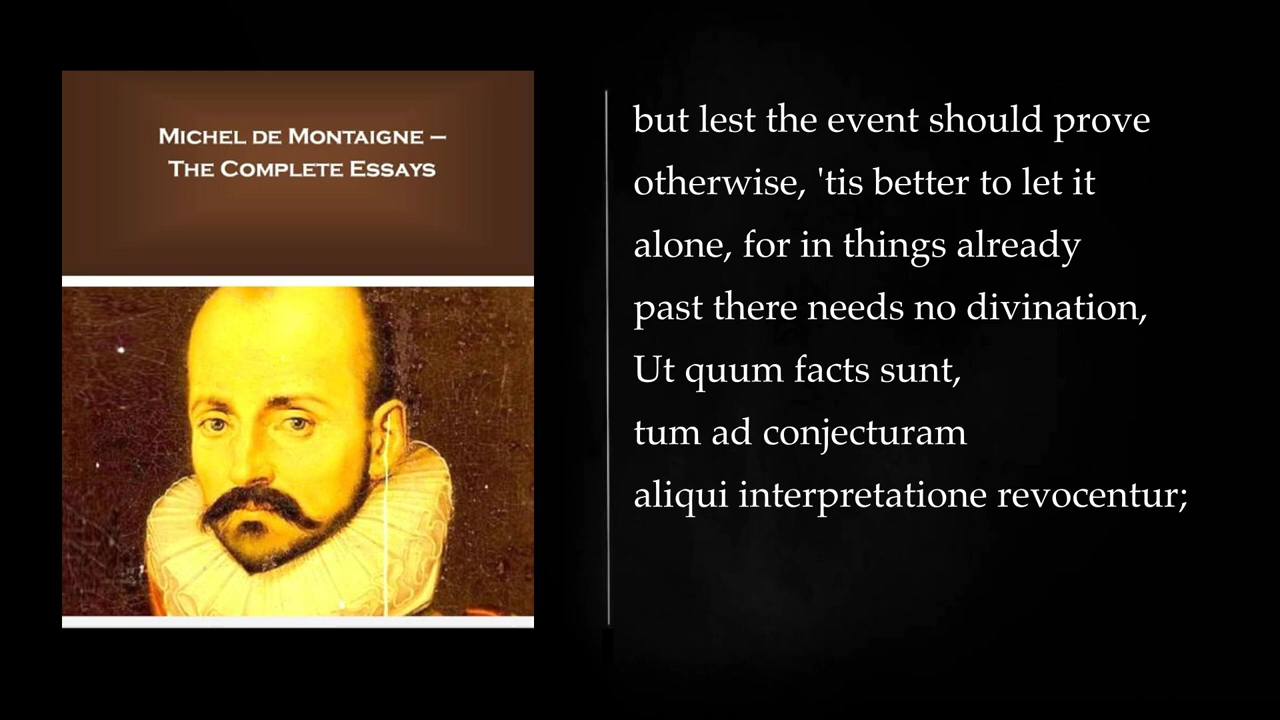 MICHEL DE MONTAIGNE –
THE COMPLETE ESSAYS
but lest the event should prove
otherwise, 'tis better to let it
alone, for in things already
past there needs no divination,
Ut quum facts sunt,
tum ad conjecturam
aliqui interpretatione revocentur;